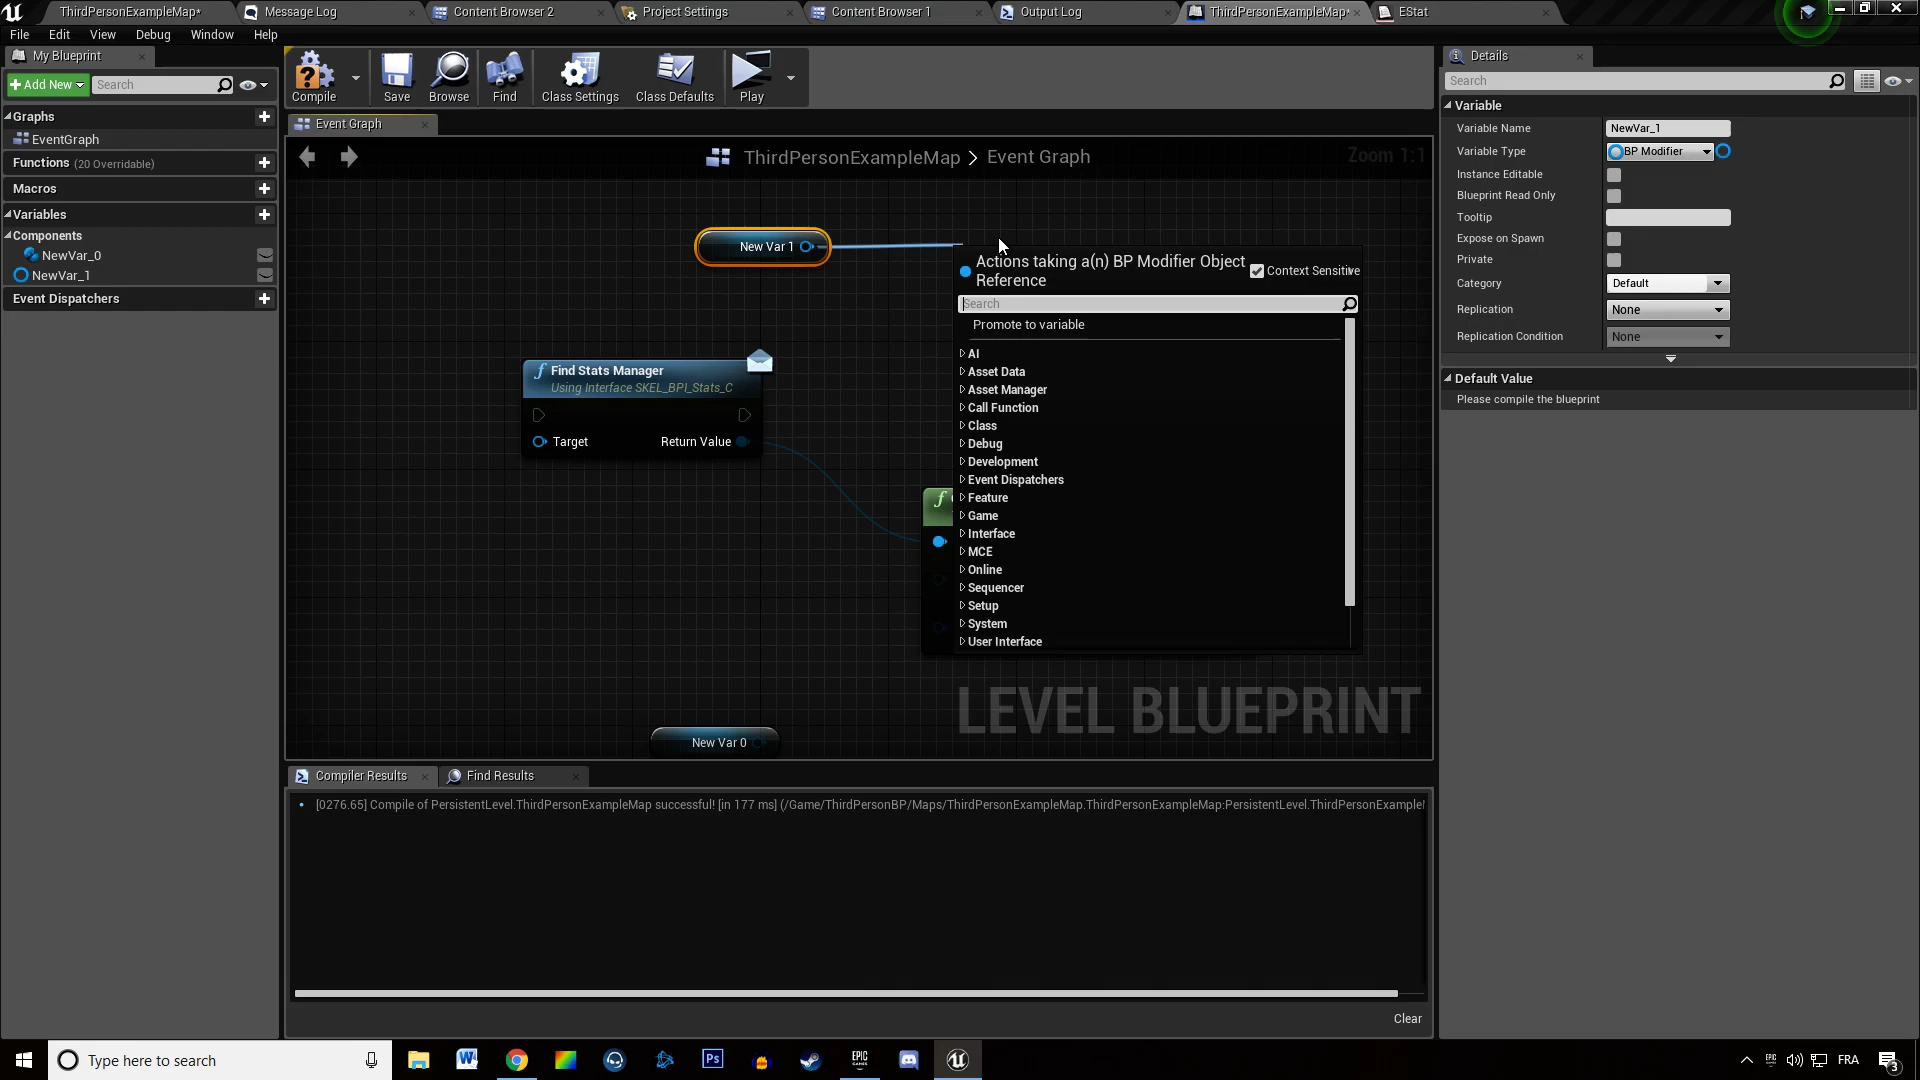 ThirdPersonExampleMap*
Message Log
Content Browser 2
Project Settings
Content Browser 1
Output Log
ThirdPersonExampleMap*
EStat
File Edit View Debug Window Help
My Blueprint
Add New
Search
Graphs
EventGraph
Functions (20 Overridable)
Macros
Variables
Components
NewVar_0
NewVar_1
Event Dispatchers
Compile
Save
Browse
Find
Class Settings
Class Defaults
Play
Event Graph
ThirdPersonExampleMap > Event Graph
Zoom 1:1
New Var 1
Find Stats Manager
Using Interface SKEL_BPI_Stats_C
Target
Return Value
New Var 0
Actions taking a(n) BP Modifier Object
Reference
Context Sensitive
Search
Promote to variable
AI
Asset Data
Asset Manager
Call Function
Class
Debug
Development
Event Dispatchers
Feature
Game
Interface
MCE
Online
Sequencer
Setup
System
User Interface
LEVEL BLUEPRINT
Compiler Results
Find Results
[0276.65] Compile of PersistentLevel.ThirdPersonExampleMap successful! [in 177 ms] (/Game/ThirdPersonBP/Maps/ThirdPersonExampleMap.ThirdPersonExampleMap:PersistentLevel.ThirdPersonExample
Clear
Details
Search
Variable
Variable Name
NewVar_1
Variable Type
BP Modifier
Instance Editable
Blueprint Read Only
Tooltip
Expose on Spawn
Private
Category
Default
Replication
None
Replication Condition
None
Default Value
Please compile the blueprint
Type here to search
Ps
EPIC
GAMES
FRA
3